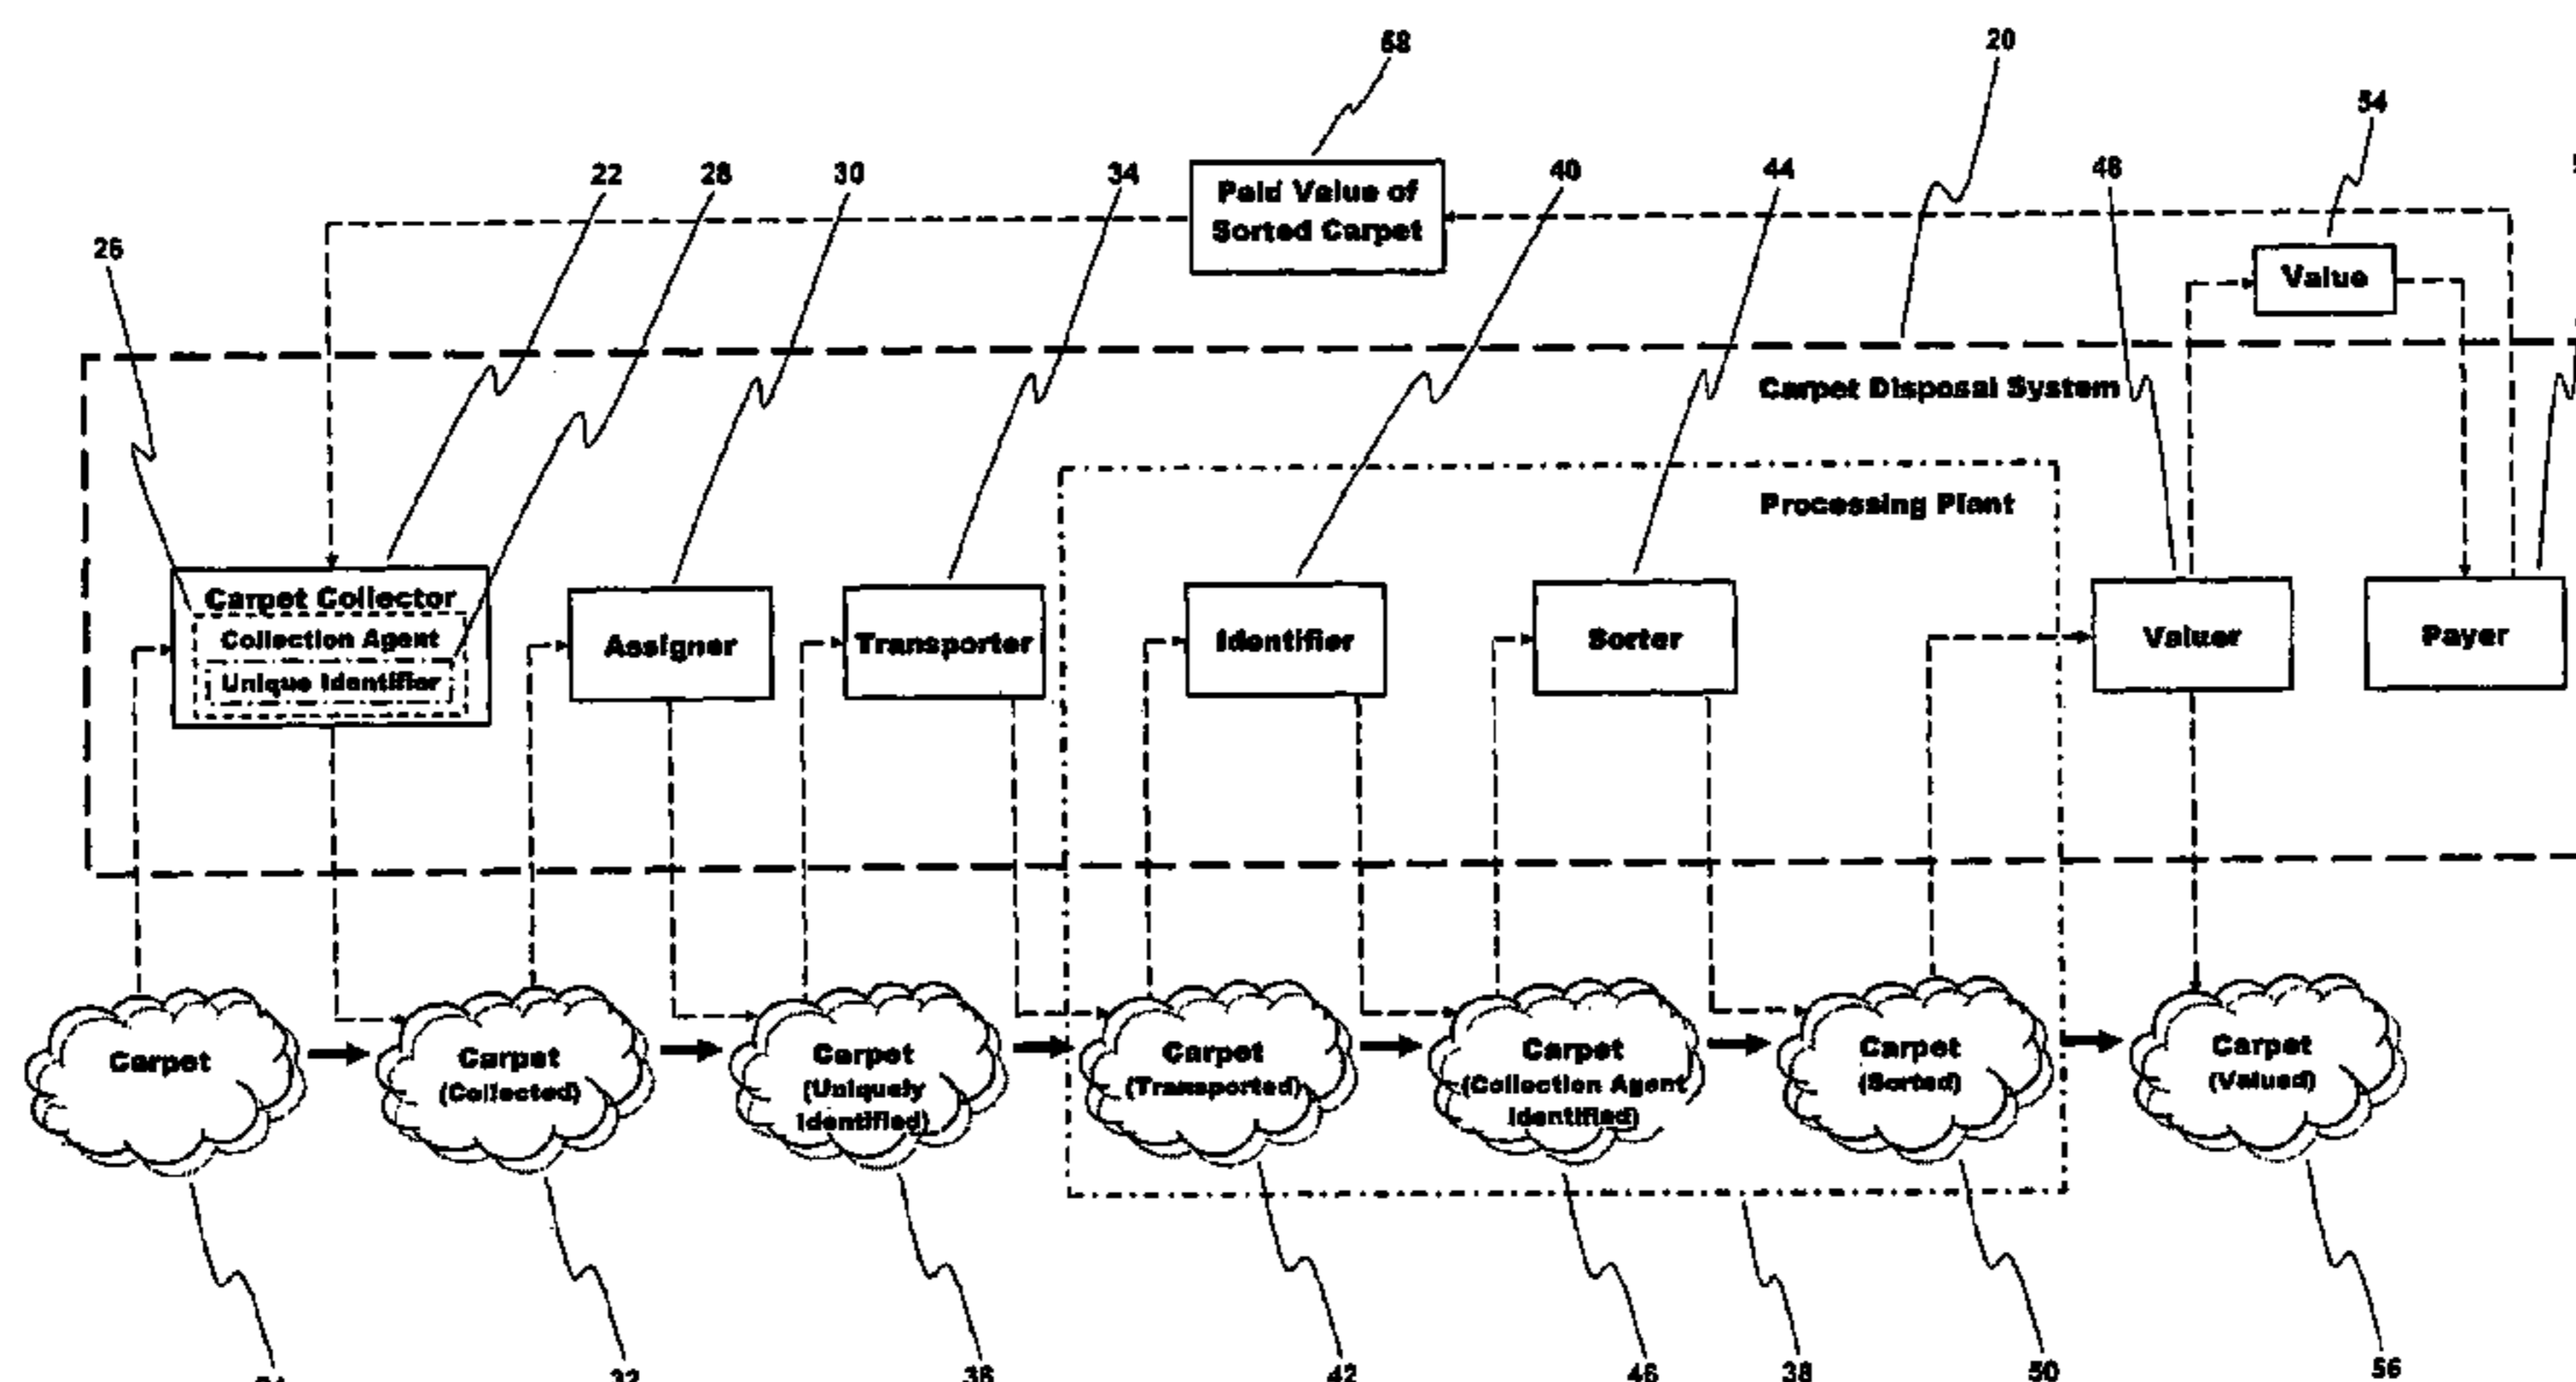 58
20
54
22
28
30
34
Paid Value of
Sorted Carpet
40
44
48
26
Value
Carpet Disposal System
Processing Plant
Carpet Collector
Collection Agent
Unique Identifier
Assigner
Transporter
Identifier
Sorter
Valuer
Payer
Carpet
Carpet
(Collected)
Carpet
(Uniquely
Identified)
Carpet
(Transported)
Carpet
(Collection Agent
Identified)
Carpet
(Sorted)
Carpet
(Valued)
32
36
42
46
38
50
56